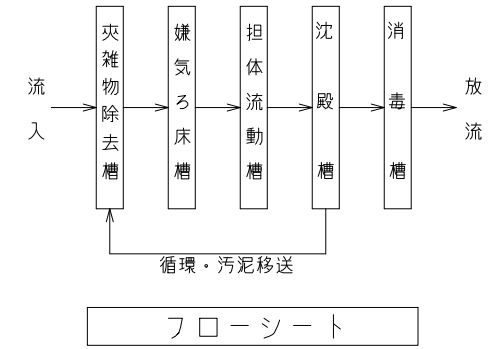 流入
夾雑物除去槽
嫌気ろ床槽
担体流動槽
沈殿槽
消毒槽
放流
循環・汚泥移送
フローシート